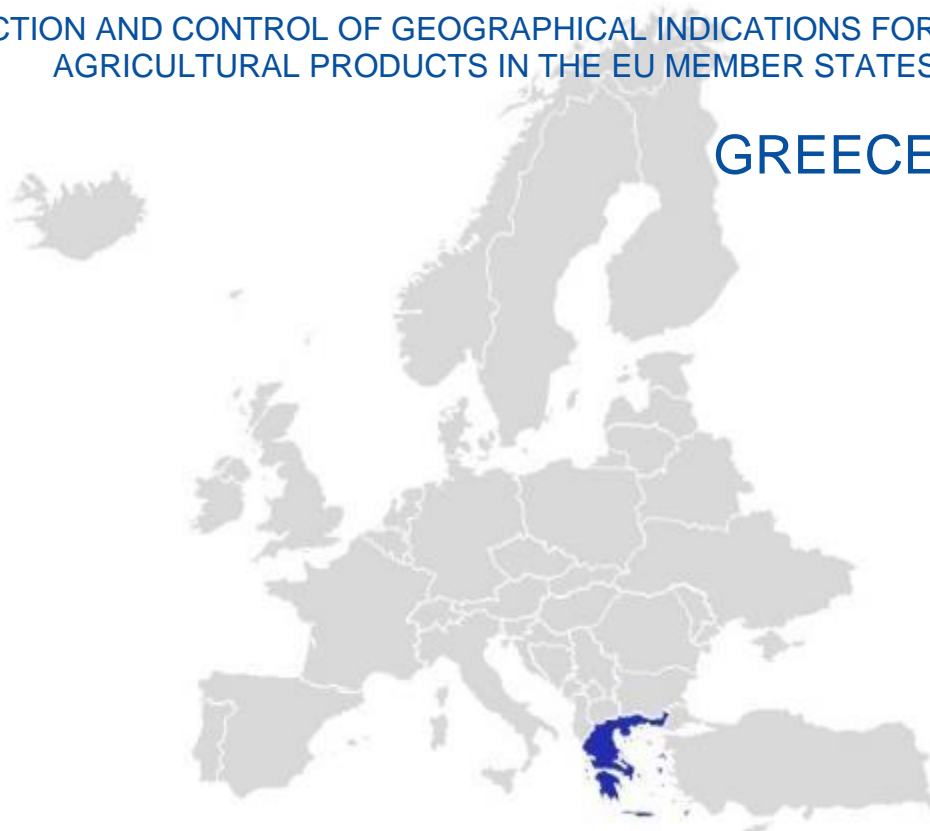 CTION AND CONTROL OF GEOGRAPHICAL INDICATIONS FOR
AGRICULTURAL PRODUCTS IN THE EU MEMBER STATES
GREECE